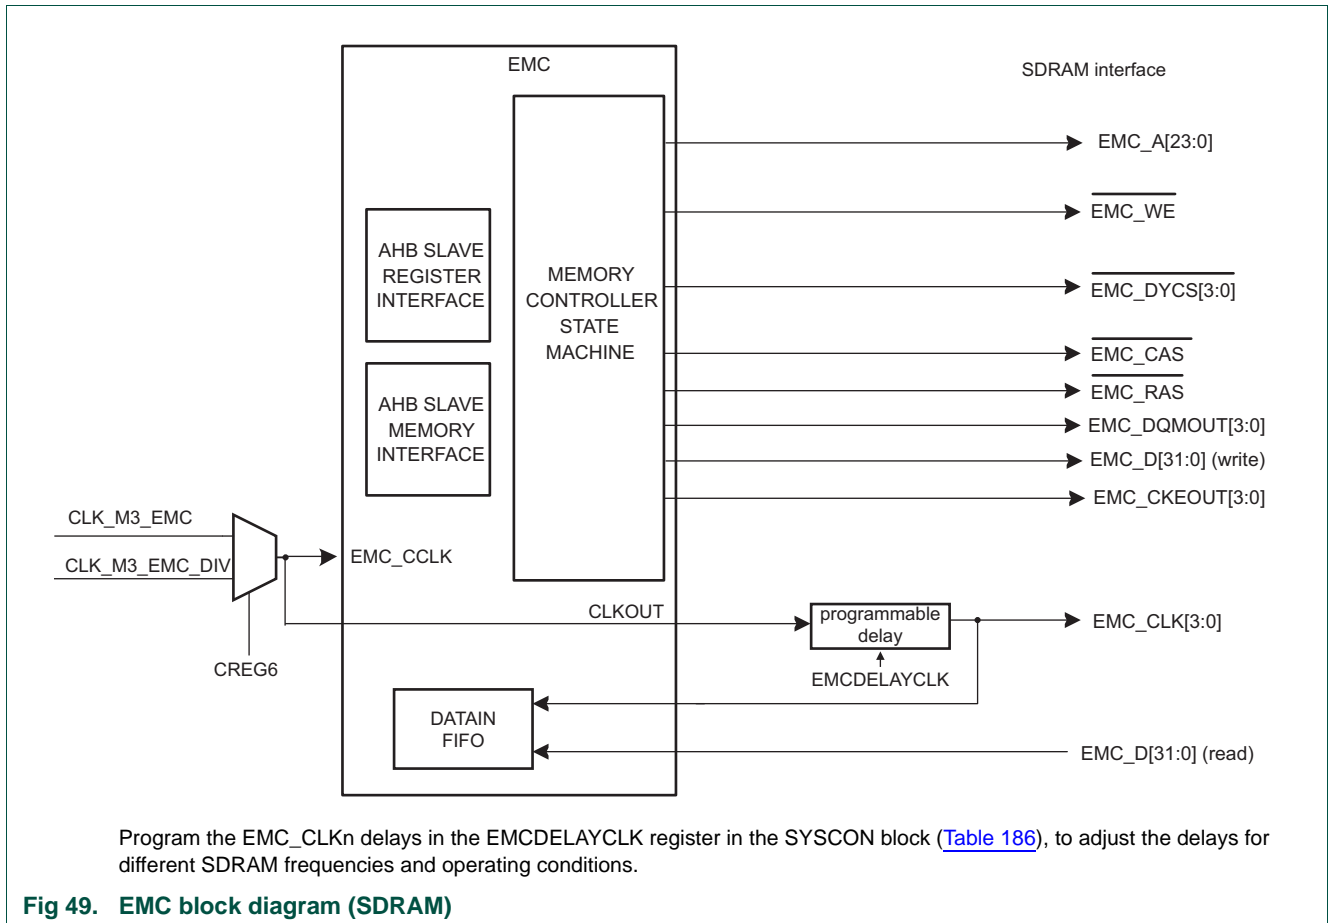 EMC
SDRAM interface
EMC_A[23:0]
EMC_WE
EMC_DYCS[3:0]
EMC_CAS
EMC_RAS
EMC_DQMOUT[3:0]
EMC_D[31:0] (write)
EMC_CKEOUT[3:0]
AHB SLAVE
REGISTER
INTERFACE
MEMORY
CONTROLLER
STATE
MACHINE
AHB SLAVE
MEMORY
INTERFACE
CLK_M3_EMC
CLK_M3_EMC_DIV
EMC_CCLK
CREG6
CLKOUT
programmable
delay
EMCDELAYCLK
EMC_CLK[3:0]
DATAIN
FIFO
EMC_D[31:0] (read)
Program the EMC_CLKn delays in the EMCDELAYCLK register in the SYSCON block (Table 186), to adjust the delays for
different SDRAM frequencies and operating conditions.
Fig 49. EMC block diagram (SDRAM)